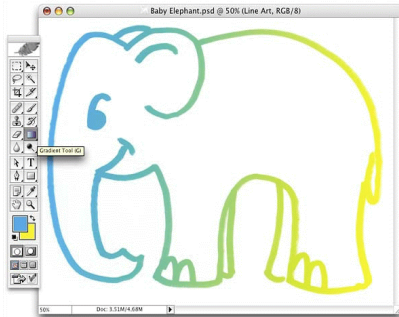 Baby Elephant.psd @ 50% (Line Art, RGB/8)
Gradient Tool (G)
T
50%
Doc: 3.51M/4.68M